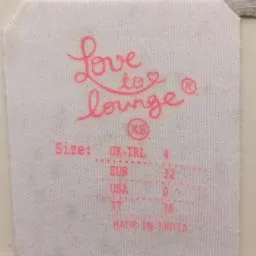 Love
to
lounge®
XS
Size: UK-IRL 4
EUR 32
USA 0
IT 36
MADE IN INDIA